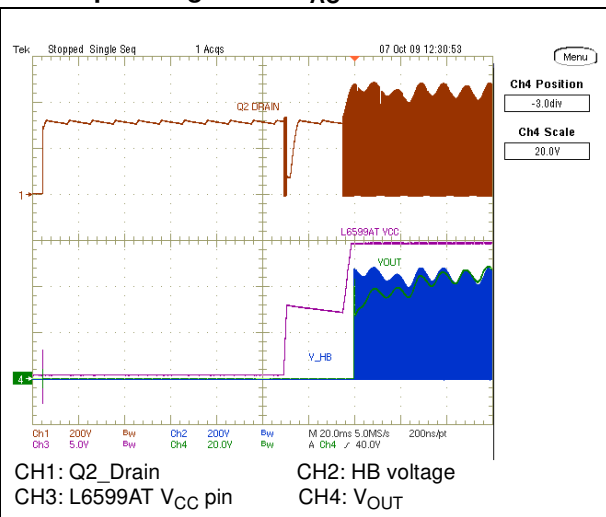 Tek Stopped Single Seq 1 Acqs 07 Oct 09 12:30:53
Menu
Ch4 Position
-3.0div
Ch4 Scale
20.0V
Q2 DRAIN
1
L6599AT VCC
VOUT
V_HB
4
Ch1 200V Bw Ch2 200V Bw M 20.0ms 5.0MS/s 200ns/pt
Ch3 5.0V Bw Ch4 20.0V Bw A Ch4 / 40.0V
CH1: Q2_Drain CH2: HB voltage
CH3: L6599AT VCC pin CH4: VOUT